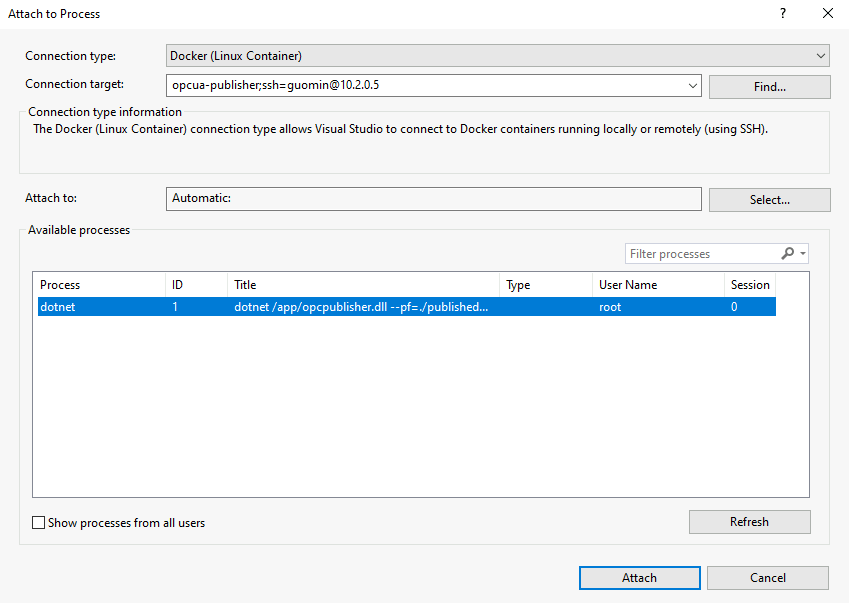 Attach to Process
?
Connection type:
Docker (Linux Container)
Connection target:
opcua-publisher;ssh=guomin@10.2.0.5
Find...
Connection type information
The Docker (Linux Container) connection type allows Visual Studio to connect to Docker containers running locally or remotely (using SSH).
Attach to:
Automatic:
Select...
Available processes
Filter processes
Process ID Title Type User Name Session
dotnet 1 dotnet /app/opcpublisher.dll --pf=./published... root 0
Show processes from all users
Refresh
Attach
Cancel